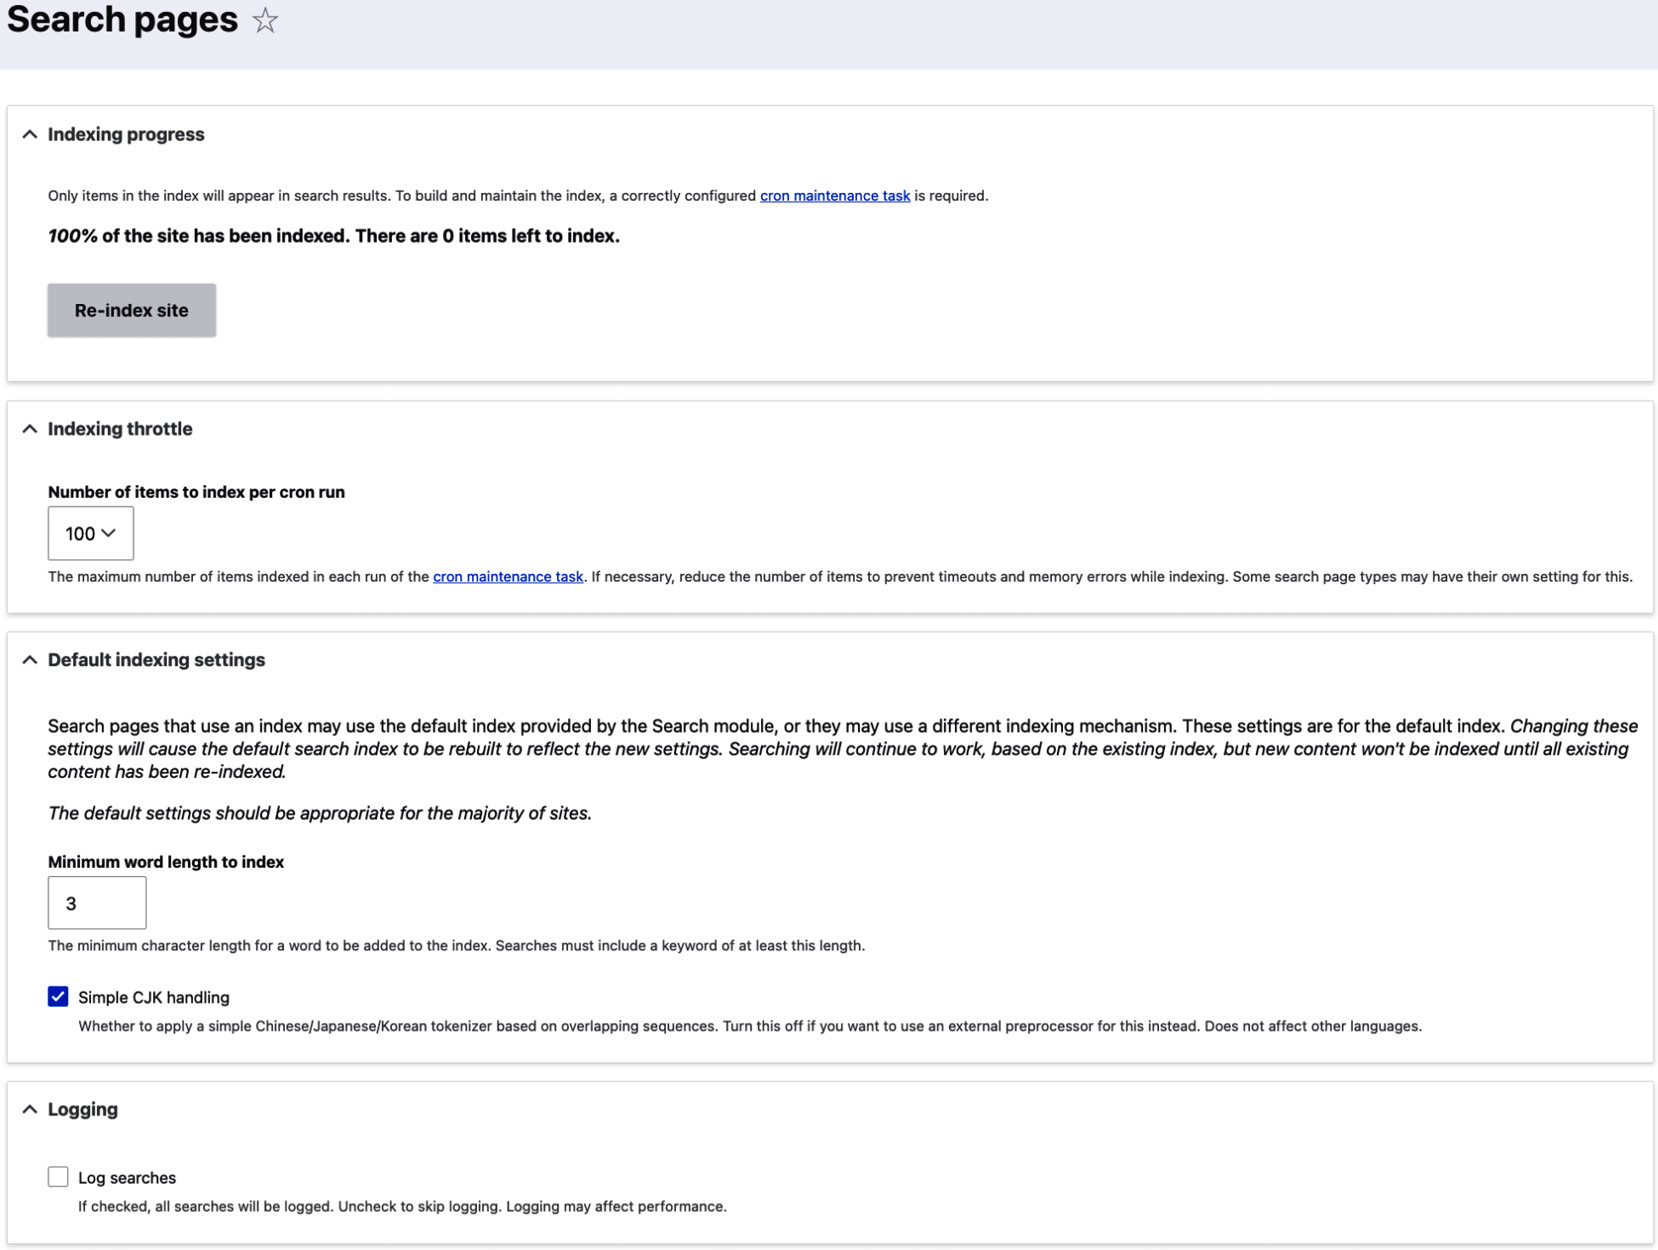 Search pages
Indexing progress
Only items in the index will appear in search results. To build and maintain the index, a correctly configured cron maintenance task is required.
100% of the site has been indexed. There are 0 items left to index.
Re-index site
Indexing throttle
Number of items to index per cron run
100
The maximum number of items indexed in each run of the cron maintenance task. If necessary, reduce the number of items to prevent timeouts and memory errors while indexing. Some search page types may have their own setting for this.
Default indexing settings
Search pages that use an index may use the default index provided by the Search module, or they may use a different indexing mechanism. These settings are for the default index. Changing these
settings will cause the default search index to be rebuilt to reflect the new settings. Searching will continue to work, based on the existing index, but new content won't be indexed until all existing
content has been re-indexed.
The default settings should be appropriate for the majority of sites.
Minimum word length to index
3
The minimum character length for a word to be added to the index. Searches must include a keyword of at least this length.
Simple CJK handling
Whether to apply a simple Chinese/Japanese/Korean tokenizer based on overlapping sequences. Turn this off if you want to use an external preprocessor for this instead. Does not affect other languages.
Logging
Log searches
If checked, all searches will be logged. Uncheck to skip logging. Logging may affect performance.